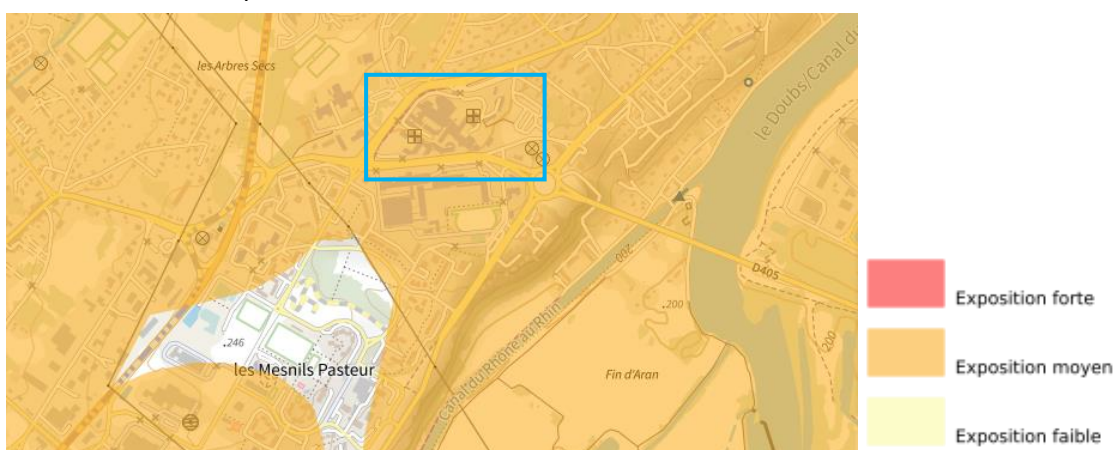 les Arbres Secs
le Doubs/Canal du
200
D405
.200
200
.246
les Mesnils Pasteur
Canal du Rhône au Rhin
Fin d'Aran
Exposition forte
Exposition moyen
Exposition faible